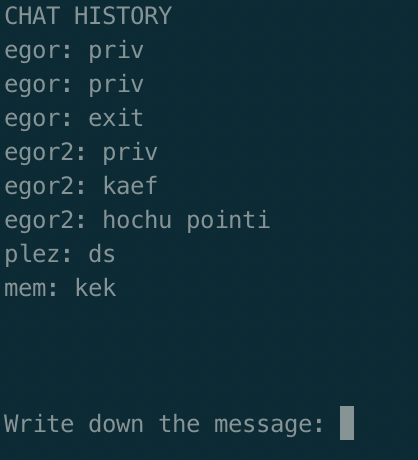 CHAT HISTORY
egor: priv
egor: priv
egor: exit
egor2: priv
egor2: kaef
egor2: hochu pointi
plez: ds
mem: kek
Write down the message: